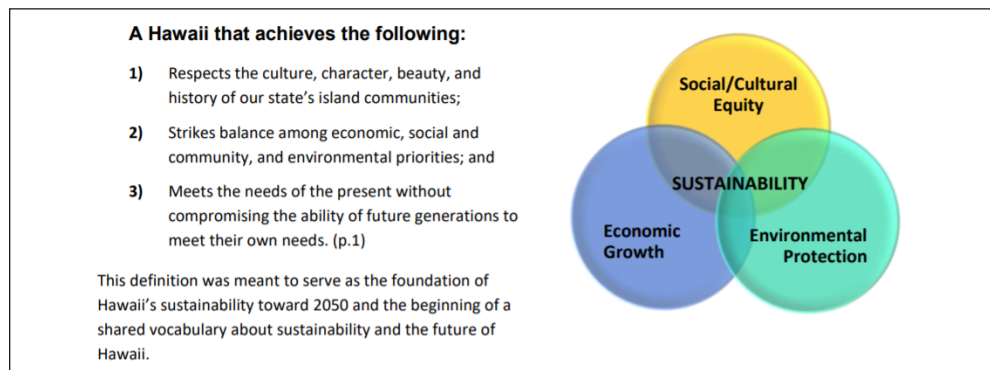 A Hawaii that achieves the following:
1) Respects the culture, character, beauty, and
history of our state's island communities;
2) Strikes balance among economic, social and
community, and environmental priorities; and
3) Meets the needs of the present without
compromising the ability of future generations to
meet their own needs. (p.1)
This definition was meant to serve as the foundation of
Hawaii's sustainability toward 2050 and the beginning of a
shared vocabulary about sustainability and the future of
Hawaii.
Social/Cultural
Equity
SUSTAINABILITY
Economic
Growth
Environmental
Protection